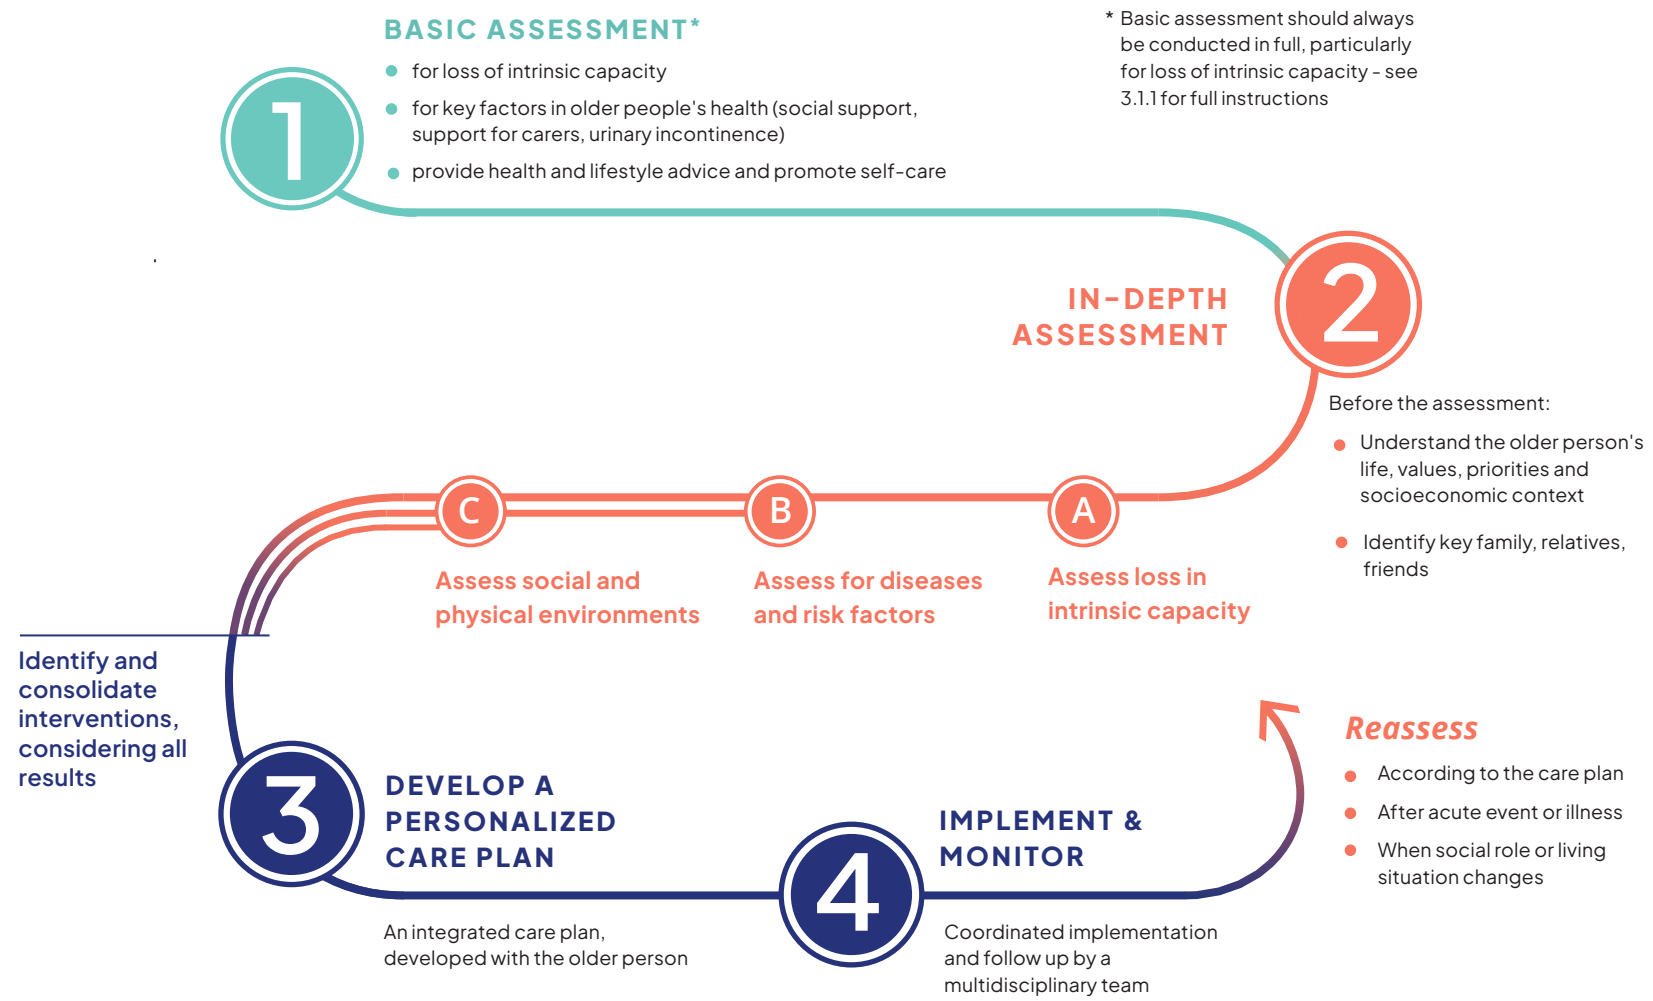 1
BASIC ASSESSMENT*
for loss of intrinsic capacity
for key factors in older people's health (social support,
support for carers, urinary incontinence)
provide health and lifestyle advice and promote self-care
* Basic assessment should always
be conducted in full, particularly
for loss of intrinsic capacity - see
3.1.1 for full instructions
2
IN-DEPTH
ASSESSMENT
Before the assessment:
Understand the older person's
life, values, priorities and
socioeconomic context
Identify key family, relatives,
friends
A
Assess loss in
intrinsic capacity
B
Assess for diseases
and risk factors
C
Assess social and
physical environments
Identify and
consolidate
interventions,
considering all
results
3
DEVELOP A
PERSONALIZED
CARE PLAN
An integrated care plan,
developed with the older person
4
IMPLEMENT &
MONITOR
Coordinated implementation
and follow up by a
multidisciplinary team
Reassess
According to the care plan
After acute event or illness
When social role or living
situation changes